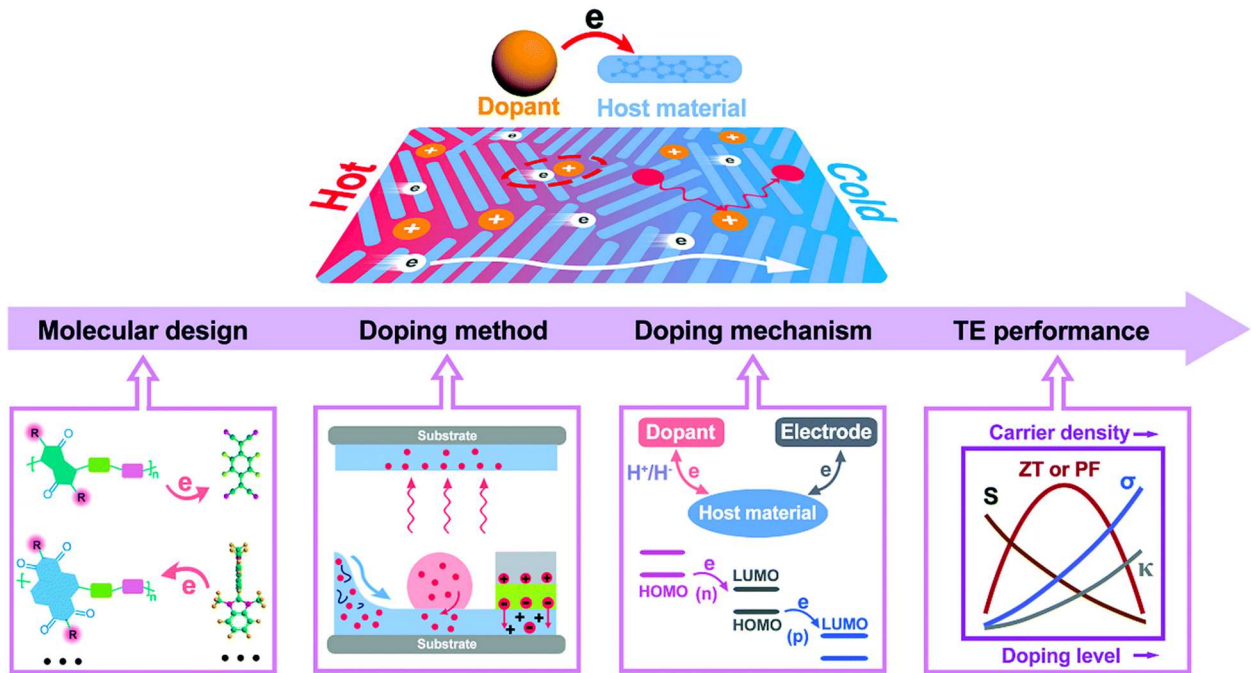 e
Dopant
Host material
Hot
Cold
+
e
+
e
+
e
+
e
+
+
+
e
+
e
e
Molecular design
Doping method
Doping mechanism
TE performance
R
O
O
n
R
e
R
O
O
n
O
O
R
e
Substrate
Substrate
+ + +
- - -
+ + +
+ - +
Dopant
Electrode
H⁺/H⁻
e
e
Host material
HOMO
e
(n)
LUMO
HOMO
e
(p)
LUMO
Carrier density
ZT or PF
S
σ
κ
Doping level